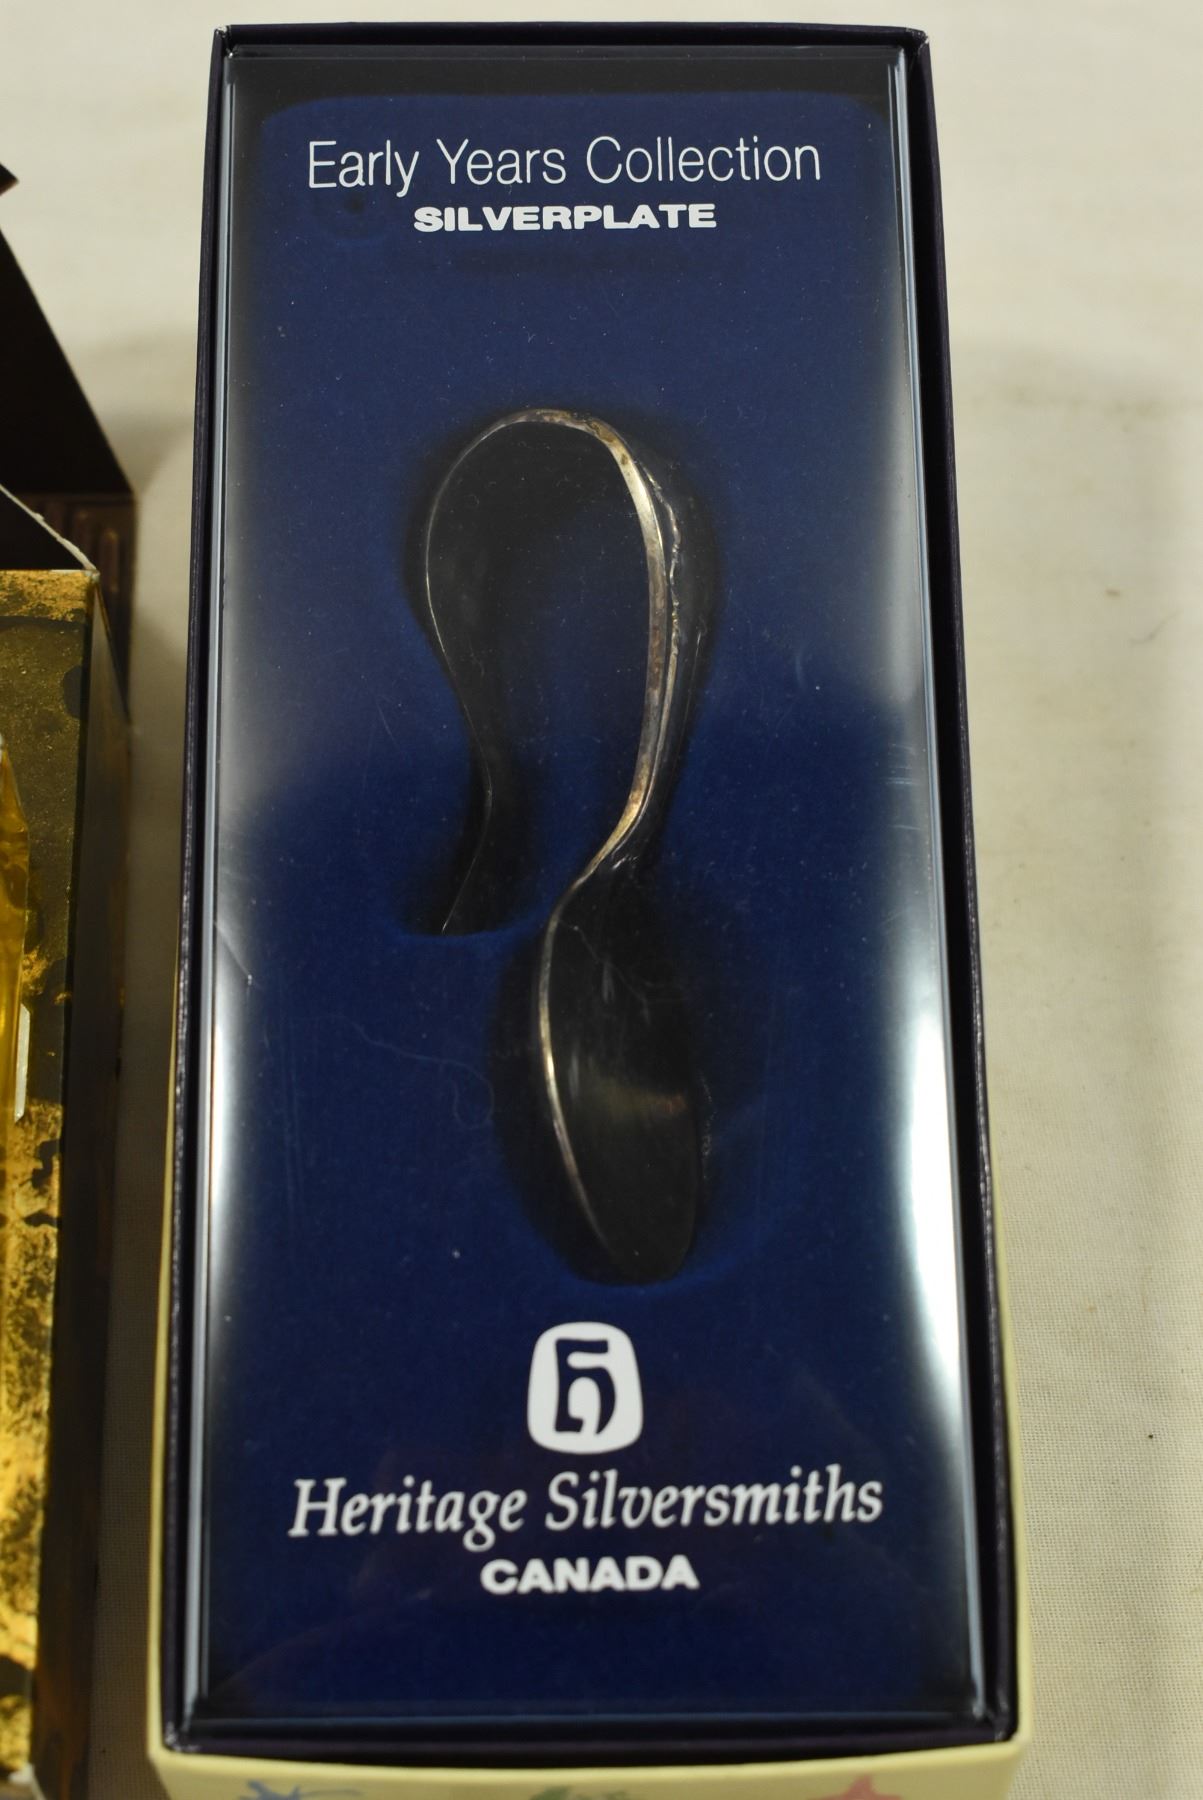 Early Years Collection
SILVERPLATE
h
Heritage Silversmiths
CANADA